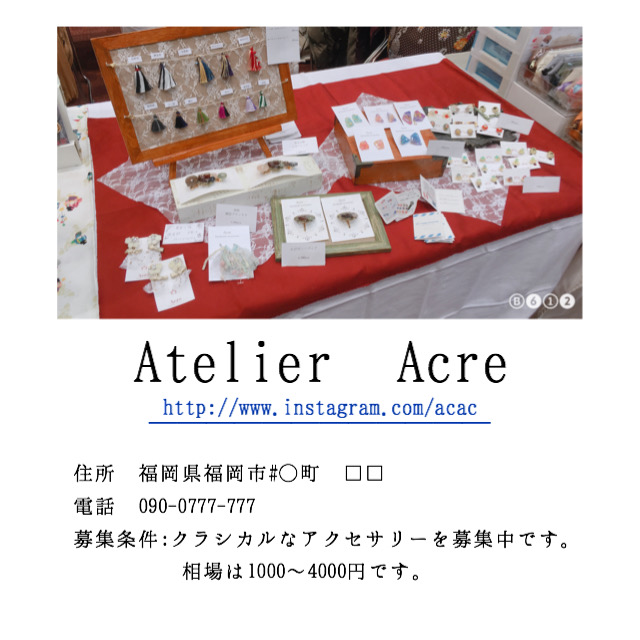 B612
Atelier Acre
http://www.instagram.com/acac
住所 福岡県福岡市#○町 □□
電話 090-0777-777
募集条件:クラシカルなアクセサリーを募集中です。
相場は1000～4000円です。